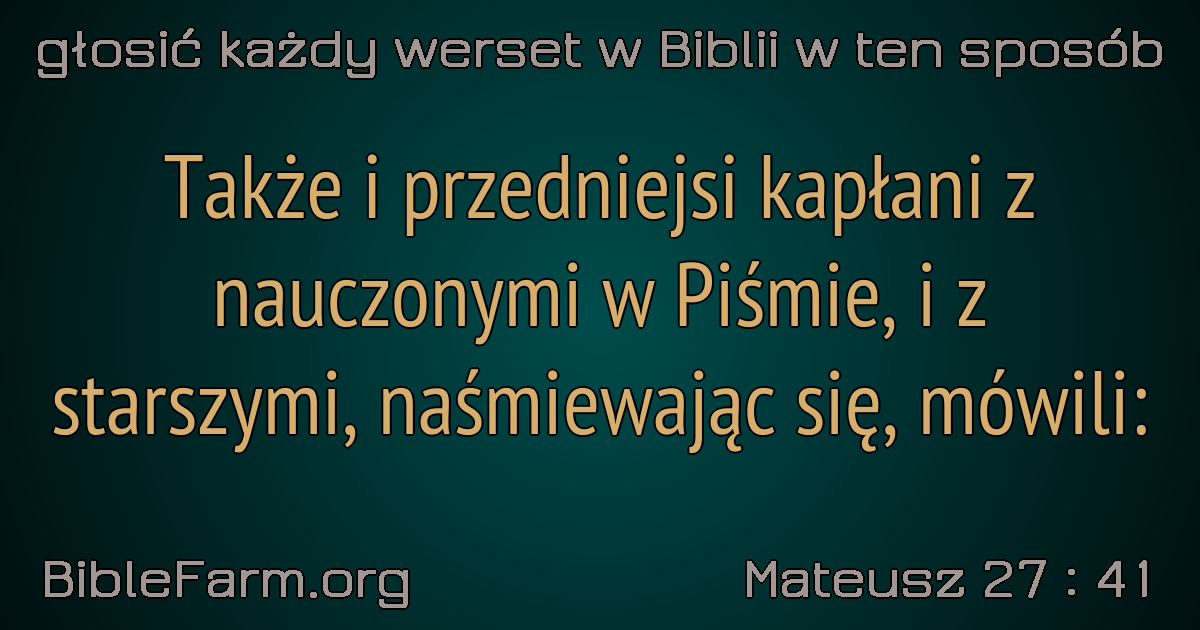 głosić każdy werset w Biblii w ten sposób
Także i przedniejsi kapłani z
nauczonymi w Piśmie, i z
starszymi, naśmiewając się, mówili:
BibleFarm.org
Mateusz 27 : 41